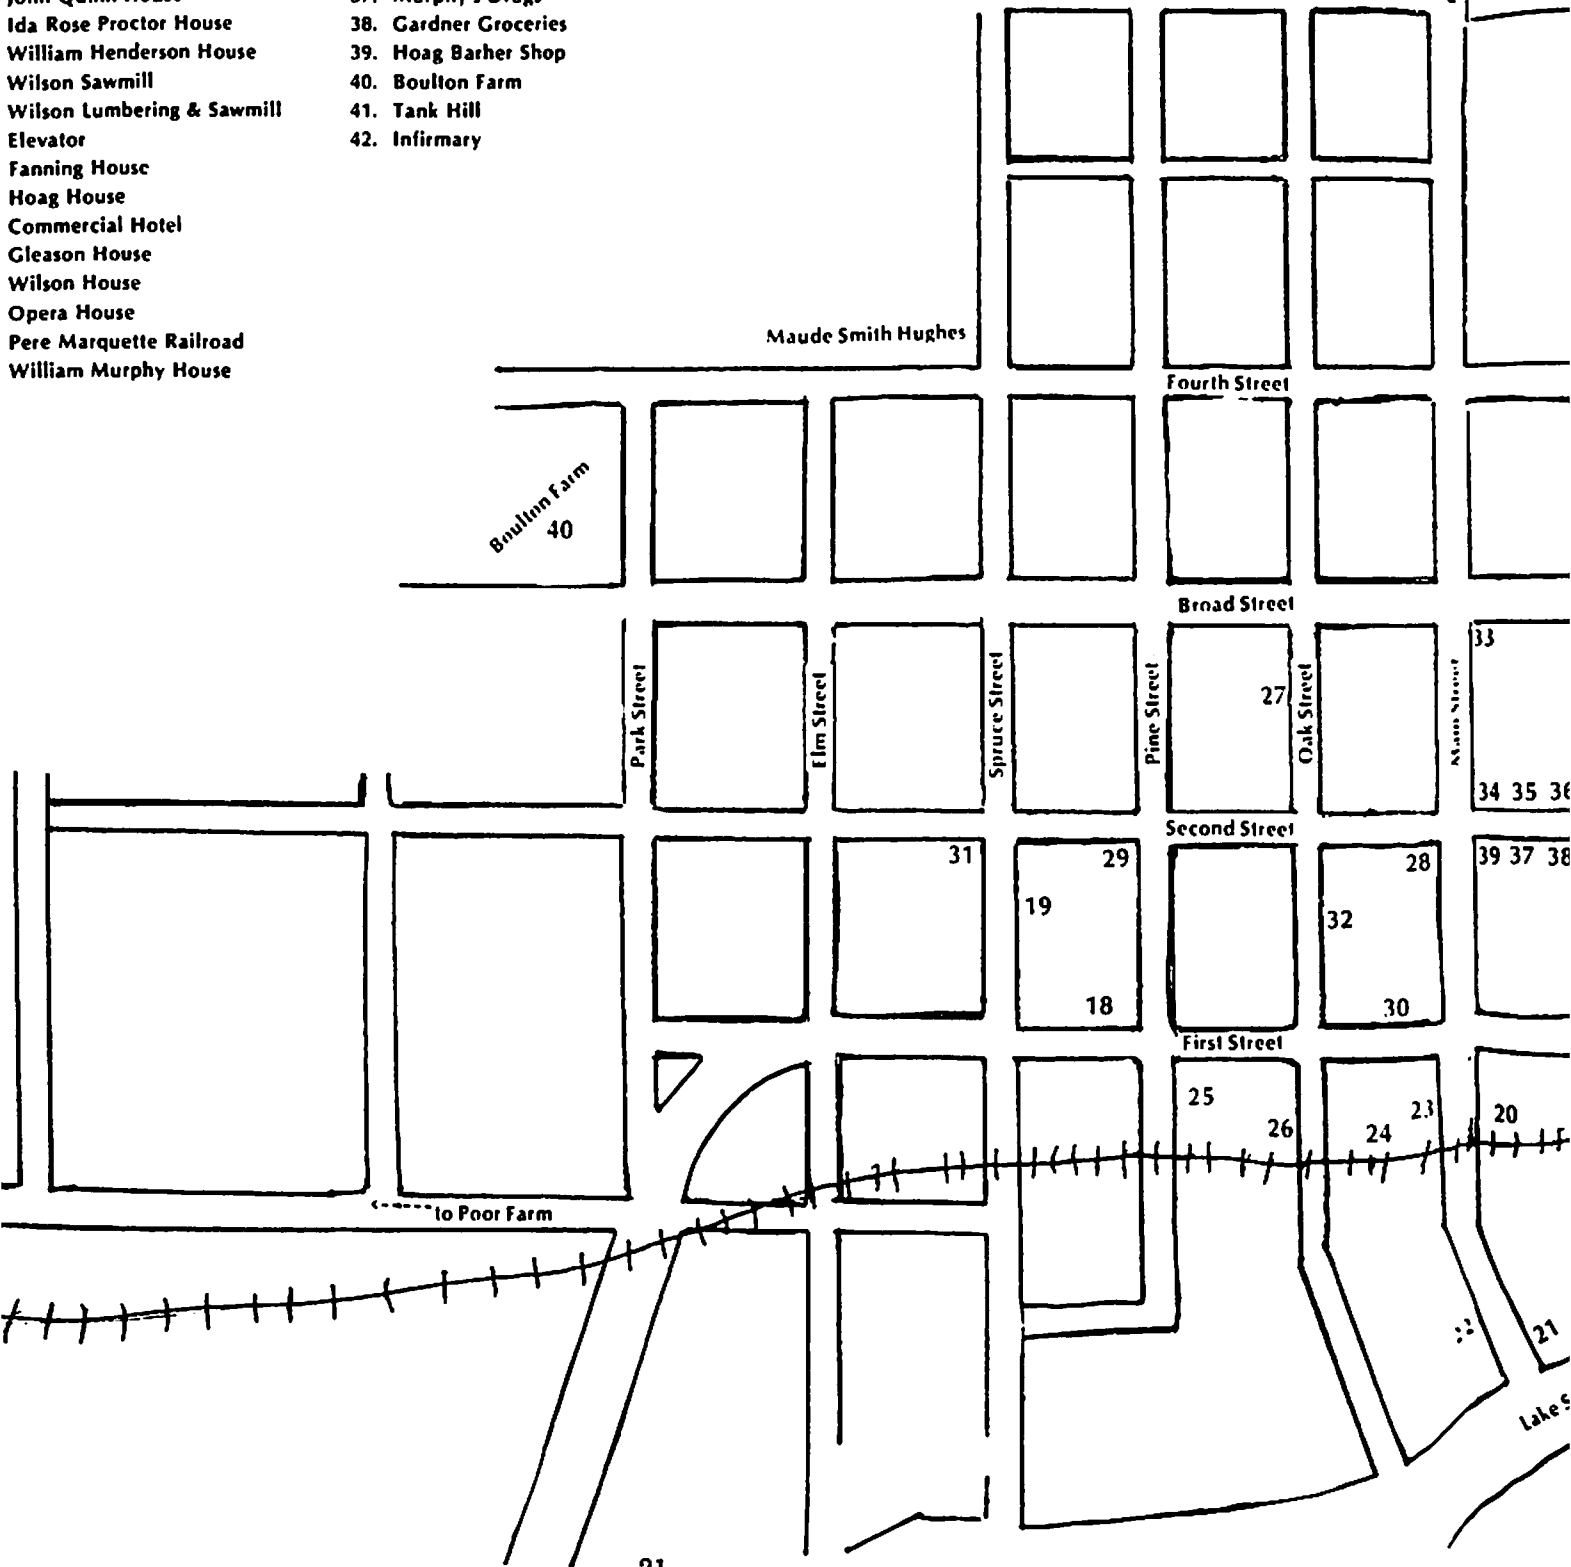 Ida Rose Proctor House
William Henderson House
Wilson Sawmill
Wilson Lumbering & Sawmill
Elevator
Fanning House
Hoag House
Commercial Hotel
Gleason House
Wilson House
Opera House
Pere Marquette Railroad
William Murphy House
38. Gardner Groceries
39. Hoag Barher Shop
40. Boulton Farm
41. Tank Hill
42. Infirmary
Maude Smith Hughes
Fourth Street
Boulton Farm
40
Broad Street
33
Park Street
Elm Street
Spruce Street
Pine Street
27
Oak Street
Main Street
34 35 36
Second Street
31
29
28
39 37 38
19
32
18
30
First Street
25
26
24
23
20
to Poor Farm
21
Lake